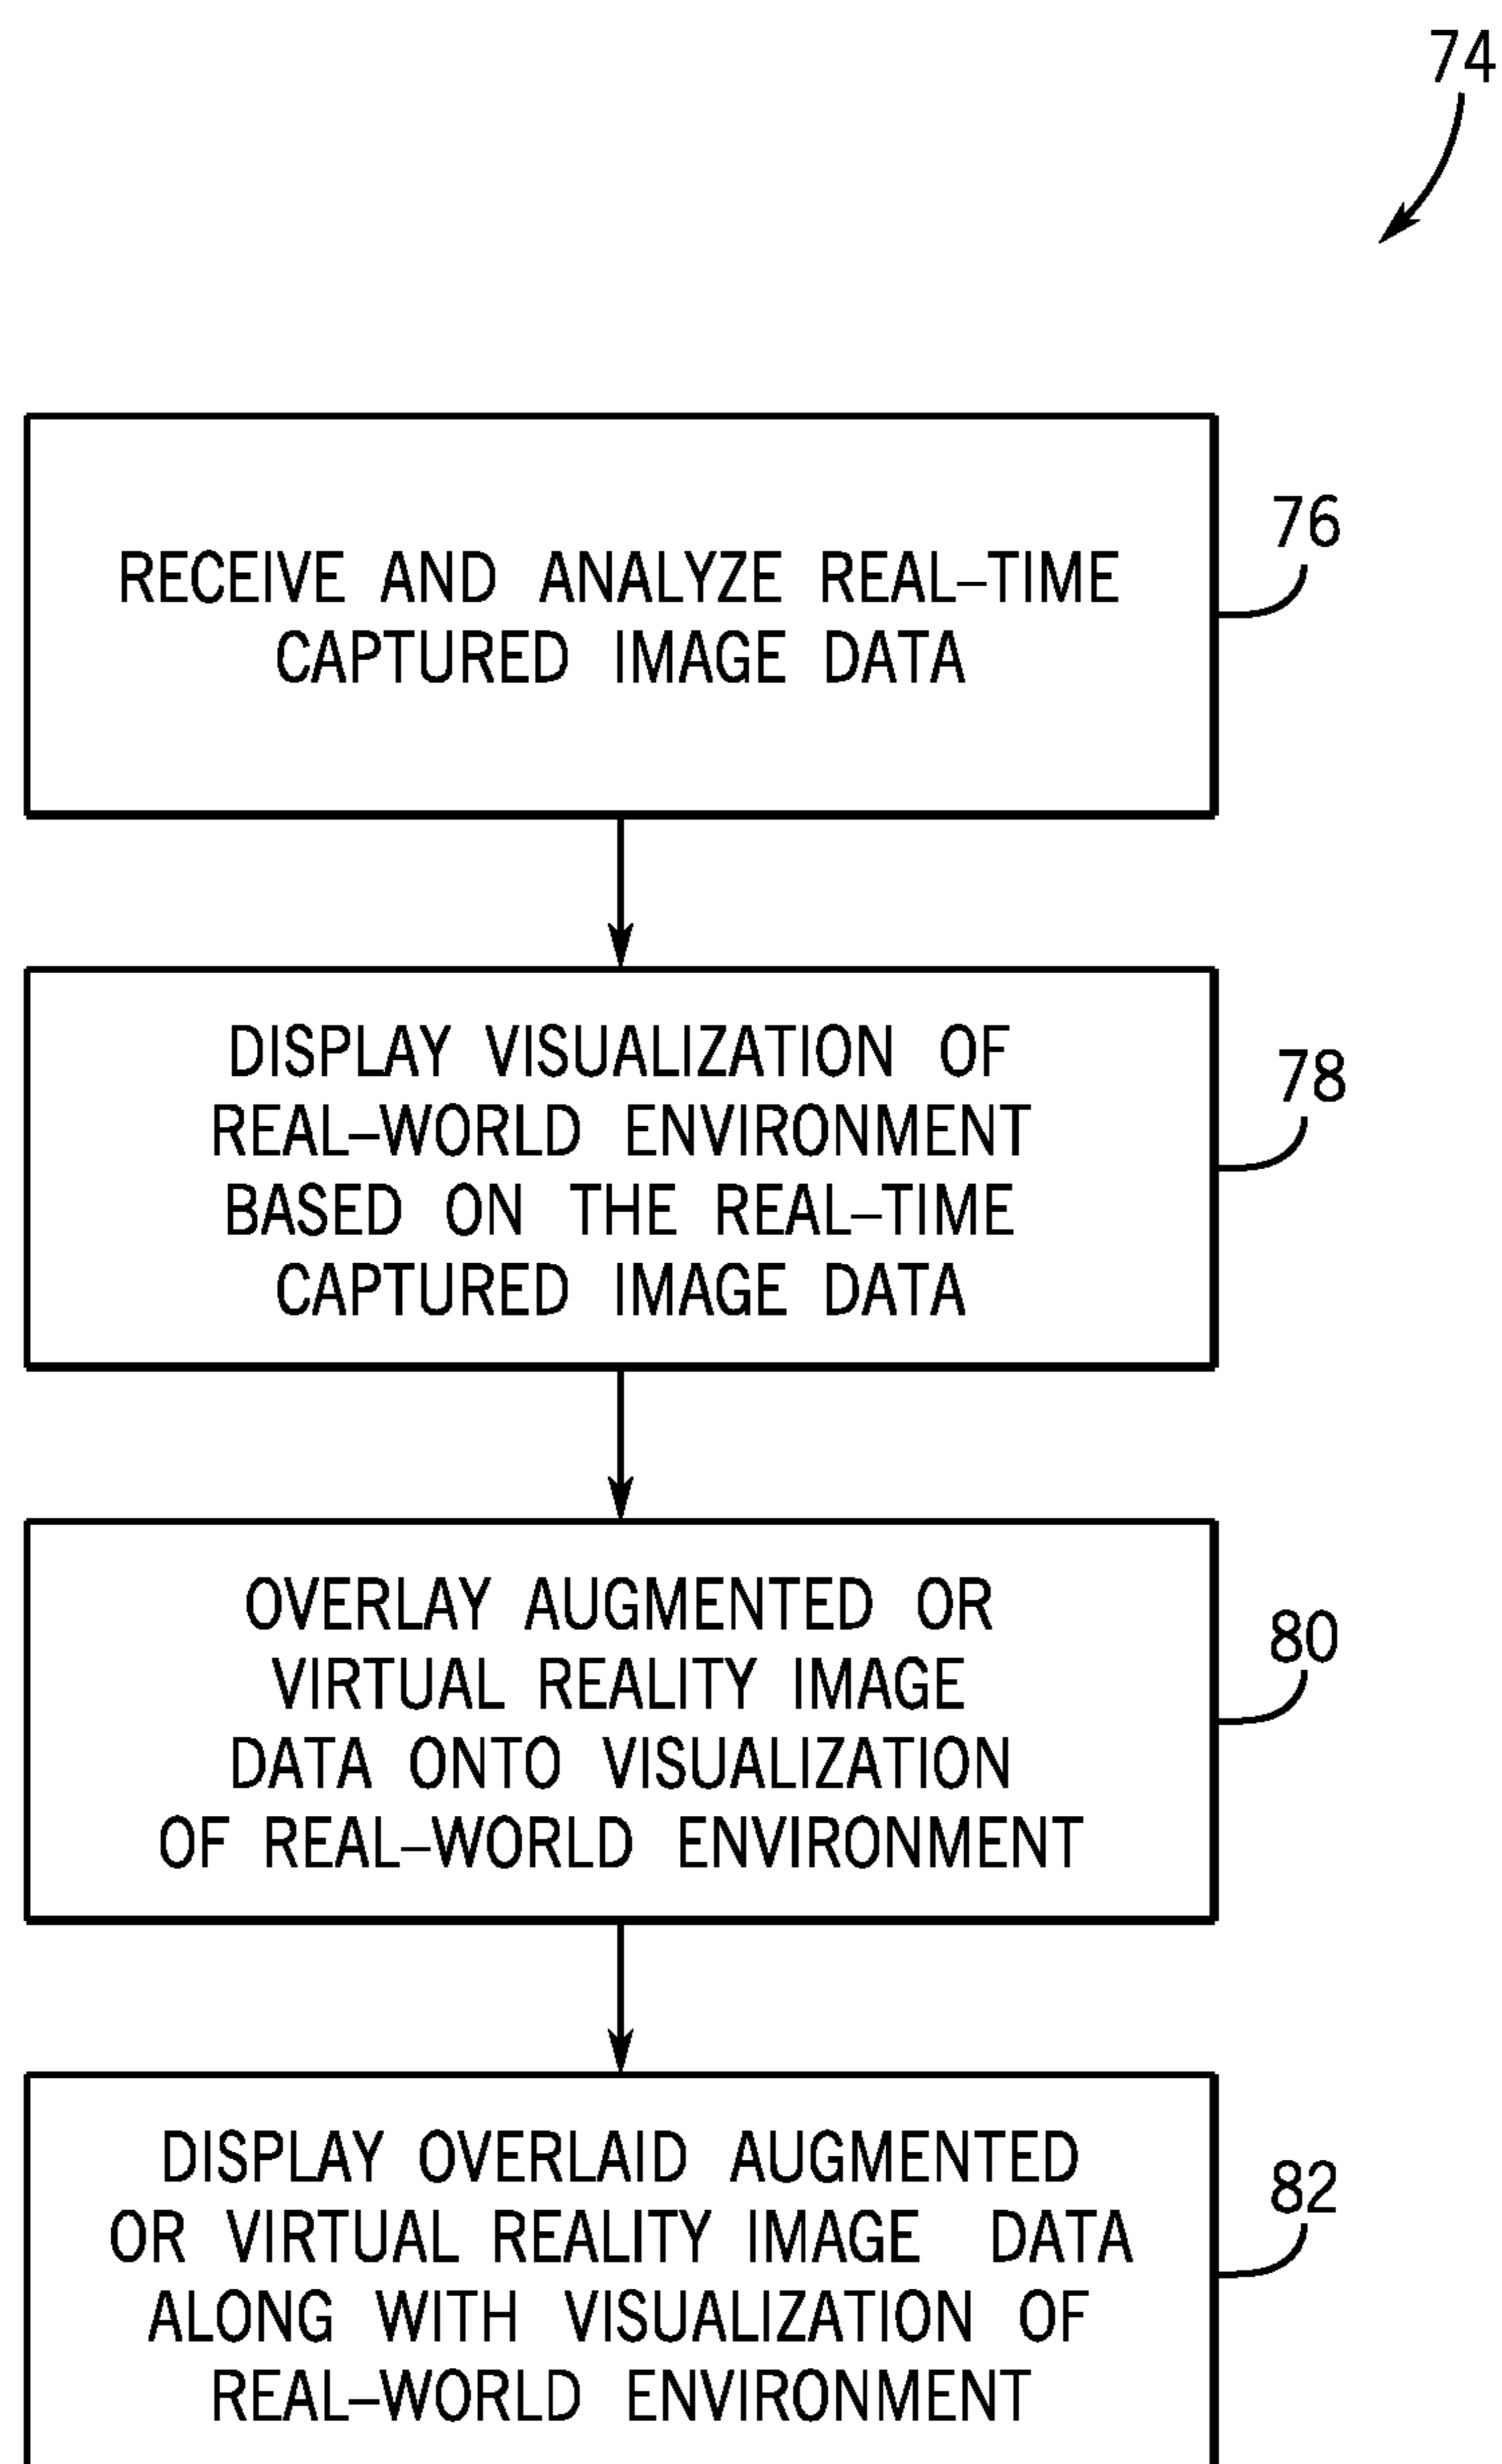 74
RECEIVE AND ANALYZE REAL-TIME
CAPTURED IMAGE DATA
76
DISPLAY VISUALIZATION OF
REAL-WORLD ENVIRONMENT
BASED ON THE REAL-TIME
CAPTURED IMAGE DATA
78
OVERLAY AUGMENTED OR
VIRTUAL REALITY IMAGE
DATA ONTO VISUALIZATION
OF REAL-WORLD ENVIRONMENT
80
DISPLAY OVERLAID AUGMENTED
OR VIRTUAL REALITY IMAGE DATA
ALONG WITH VISUALIZATION OF
REAL-WORLD ENVIRONMENT
82